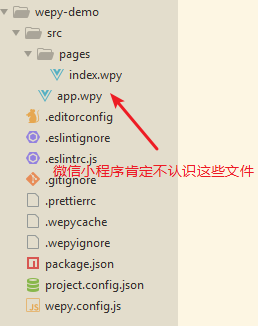 wepy-demo
src
pages
index.wpy
app.wpy
.editorconfig
.eslintignore
.eslintrc.js
微信小程序肯定不认识这些文件
.gitignore
.prettierrc
.wepycache
.wepyignore
package.json
project.config.json
wepy.config.js